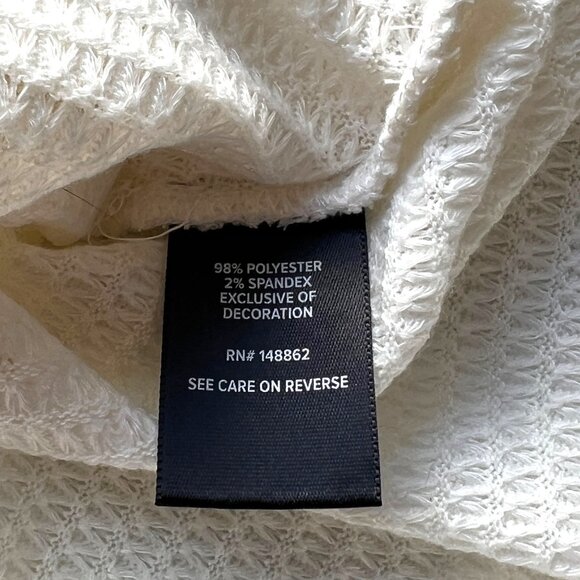 98% POLYESTER
2% SPANDEX
EXCLUSIVE OF
DECORATION
RN# 148862
SEE CARE ON REVERSE